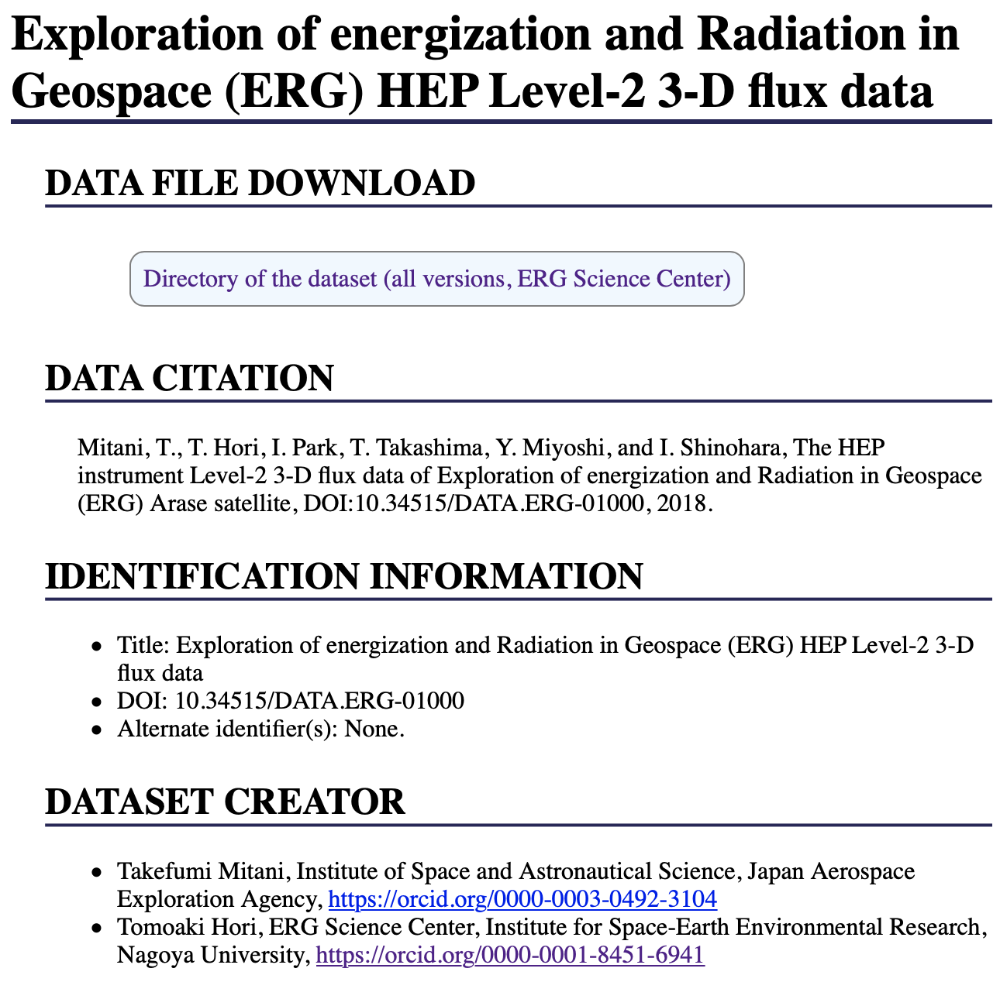 Exploration of energization and Radiation in
Geospace (ERG) HEP Level-2 3-D flux data
DATA FILE DOWNLOAD
Directory of the dataset (all versions, ERG Science Center)
DATA CITATION
Mitani, T., T. Hori, I. Park, T. Takashima, Y. Miyoshi, and I. Shinohara, The HEP
instrument Level-2 3-D flux data of Exploration of energization and Radiation in Geospace
(ERG) Arase satellite, DOI:10.34515/DATA.ERG-01000, 2018.
IDENTIFICATION INFORMATION
• Title: Exploration of energization and Radiation in Geospace (ERG) HEP Level-2 3-D
flux data
• DOI: 10.34515/DATA.ERG-01000
• Alternate identifier(s): None.
DATASET CREATOR
• Takefumi Mitani, Institute of Space and Astronautical Science, Japan Aerospace
Exploration Agency, https://orcid.org/0000-0003-0492-3104
• Tomoaki Hori, ERG Science Center, Institute for Space-Earth Environmental Research,
Nagoya University, https://orcid.org/0000-0001-8451-6941